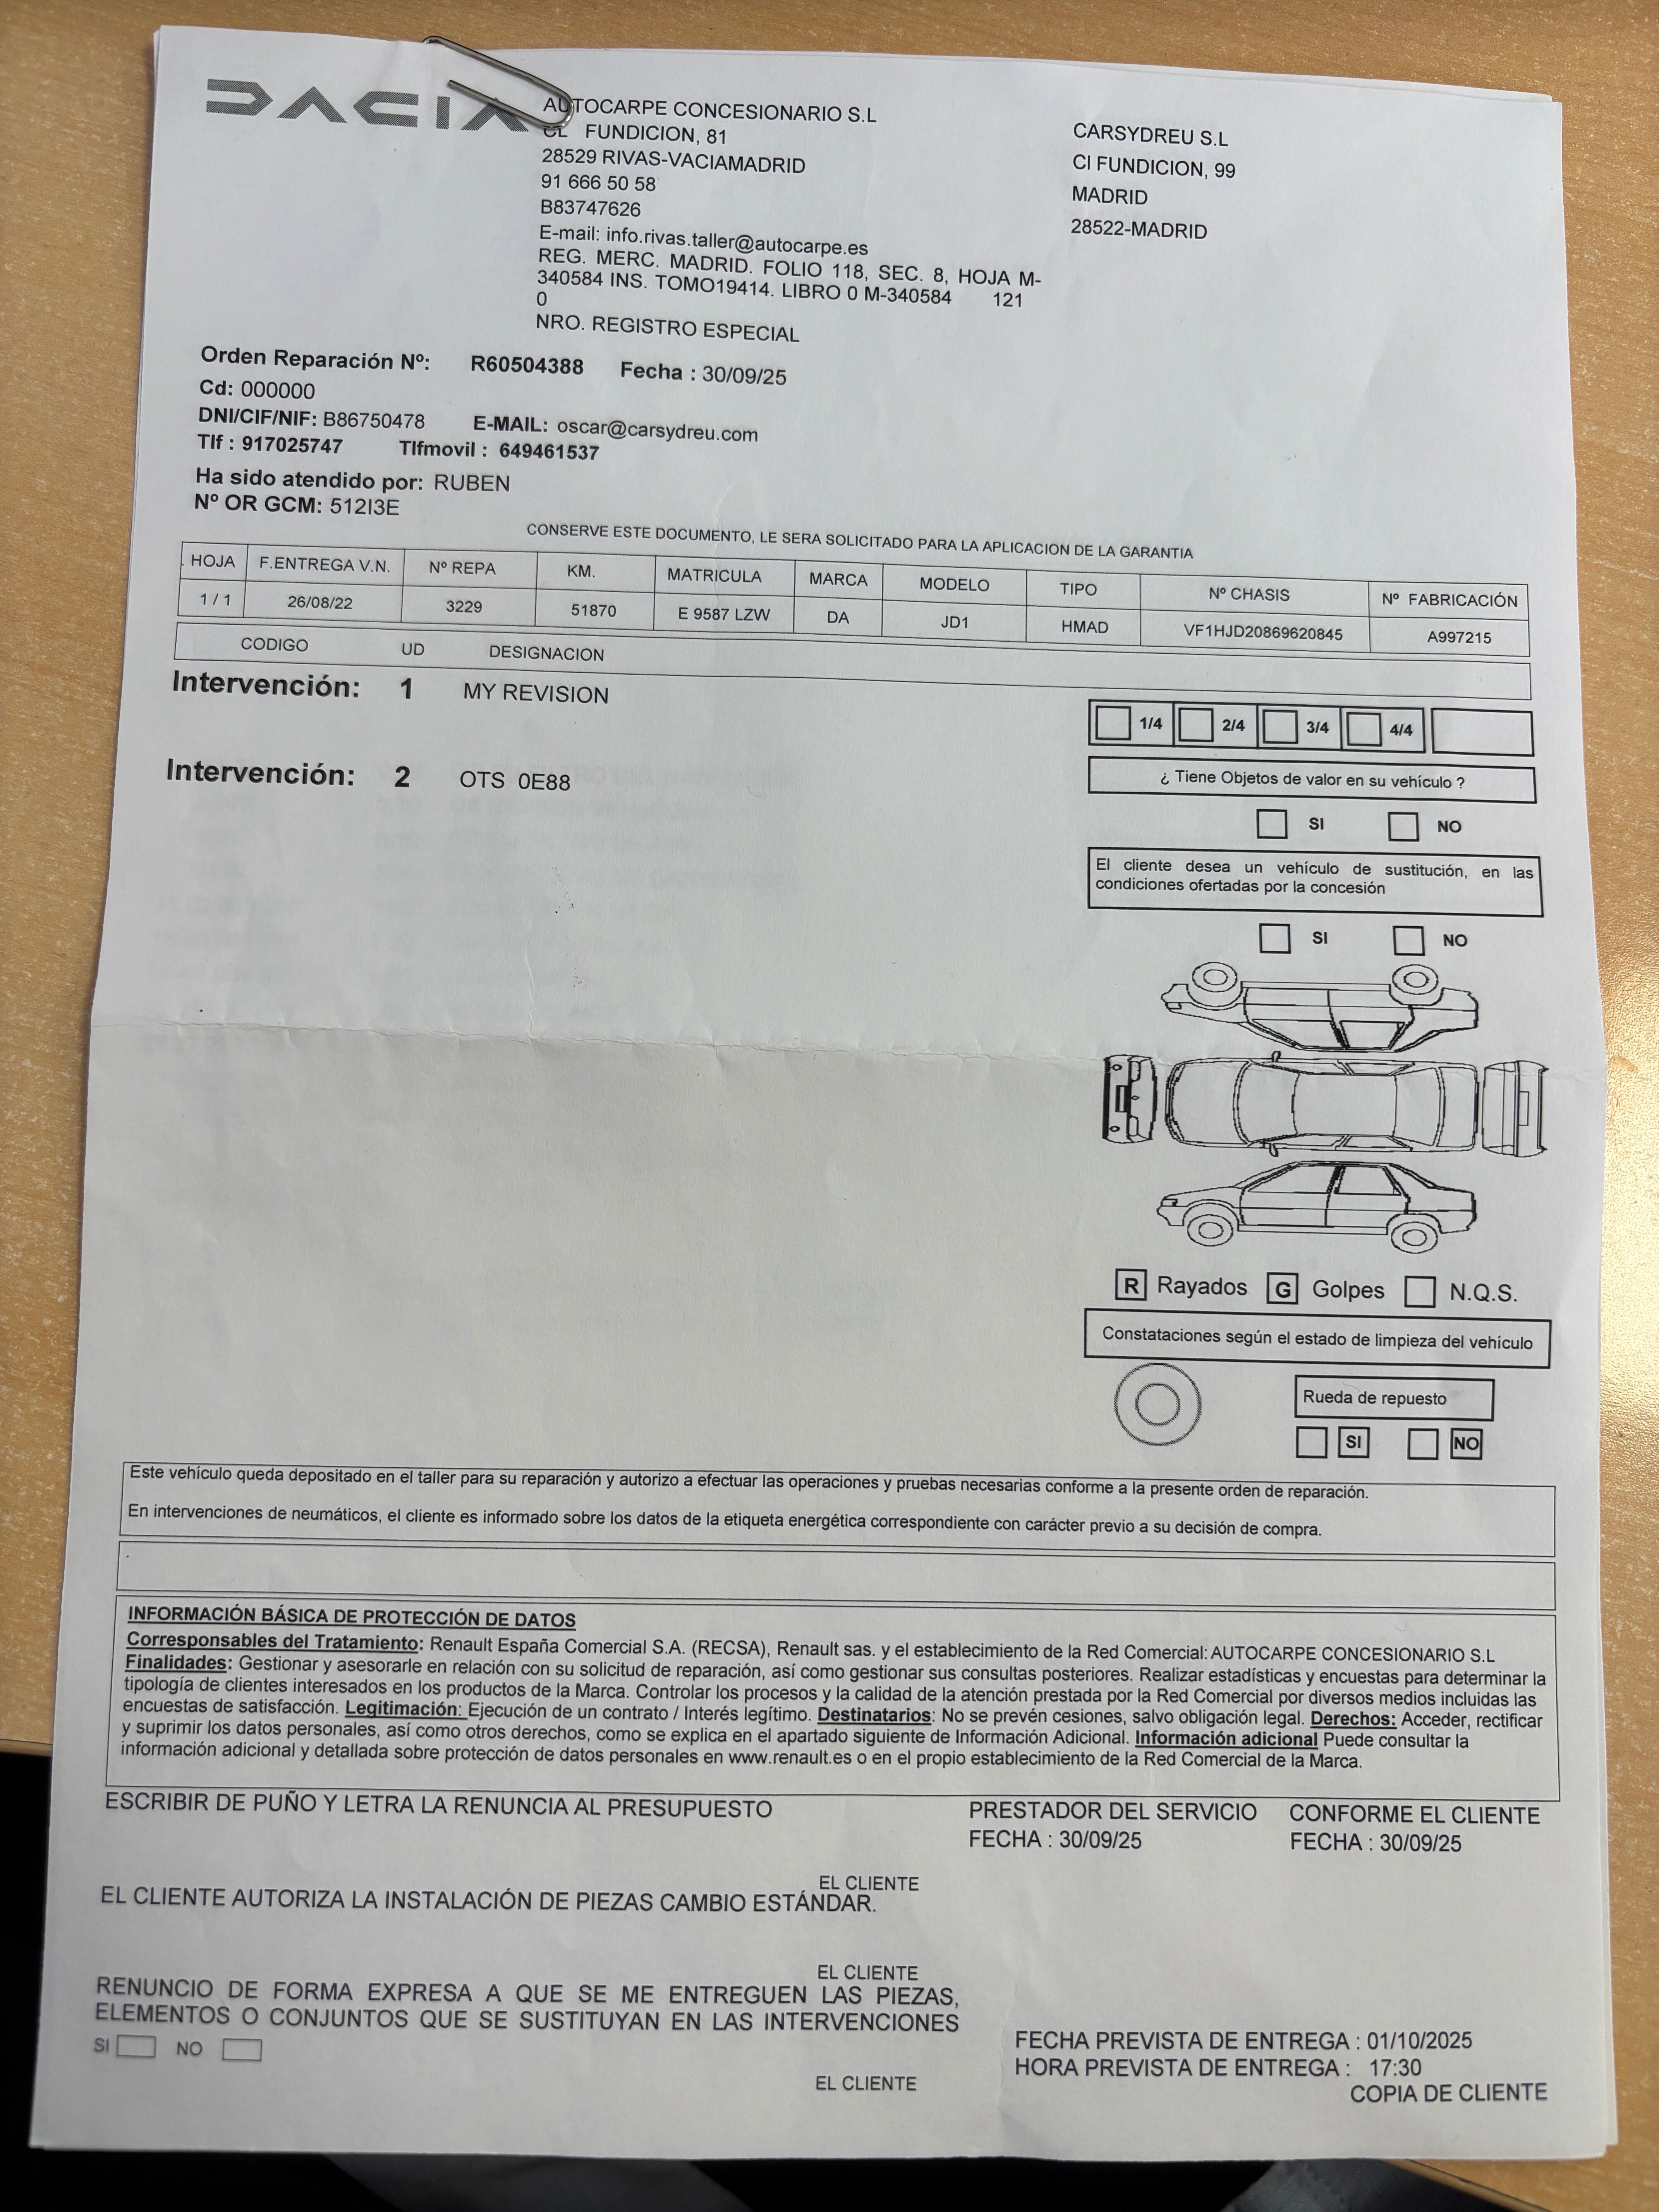 DACIA
AUTOCARPE CONCESIONARIO S.L
CL FUNDICION, 81
28529 RIVAS-VACIAMADRID
91 666 50 58
B83747626
E-mail: info.rivas.taller@autocarpe.es
REG. MERC. MADRID. FOLIO 118, SEC. 8, HOJA M-
340584 INS. TOMO19414. LIBRO 0 M-340584 121
0
NRO. REGISTRO ESPECIAL
CARSYDREU S.L
Cl FUNDICION, 99
MADRID
28522-MADRID
Orden Reparación Nº: R60504388 Fecha : 30/09/25
Cd: 000000
DNI/CIF/NIF: B86750478 E-MAIL: oscar@carsydreu.com
Tlf : 917025747 Tlfmovil : 649461537
Ha sido atendido por: RUBEN
Nº OR GCM: 512I3E
CONSERVE ESTE DOCUMENTO, LE SERA SOLICITADO PARA LA APLICACION DE LA GARANTIA
HOJA F.ENTREGA V.N. Nº REPA KM. MATRICULA MARCA MODELO TIPO Nº CHASIS Nº FABRICACIÓN
1 / 1 26/08/22 3229 51870 E 9587 LZW DA JD1 HMAD VF1HJD20869620845 A997215
CODIGO UD DESIGNACION
Intervención: 1 MY REVISION
Intervención: 2 OTS 0E88
1/4 2/4 3/4 4/4
¿ Tiene Objetos de valor en su vehículo ?
SI NO
El cliente desea un vehículo de sustitución, en las
condiciones ofertadas por la concesión
SI NO
R Rayados G Golpes N.Q.S.
Constataciones según el estado de limpieza del vehículo
Rueda de repuesto
SI NO
Este vehículo queda depositado en el taller para su reparación y autorizo a efectuar las operaciones y pruebas necesarias conforme a la presente orden de reparación.
En intervenciones de neumáticos, el cliente es informado sobre los datos de la etiqueta energética correspondiente con carácter previo a su decisión de compra.
INFORMACIÓN BÁSICA DE PROTECCIÓN DE DATOS
Corresponsables del Tratamiento: Renault España Comercial S.A. (RECSA), Renault sas. y el establecimiento de la Red Comercial: AUTOCARPE CONCESIONARIO S.L
Finalidades: Gestionar y asesorarle en relación con su solicitud de reparación, así como gestionar sus consultas posteriores. Realizar estadísticas y encuestas para determinar la
tipología de clientes interesados en los productos de la Marca. Controlar los procesos y la calidad de la atención prestada por la Red Comercial por diversos medios incluidas las
encuestas de satisfacción. Legitimación: Ejecución de un contrato / Interés legítimo. Destinatarios: No se prevén cesiones, salvo obligación legal. Derechos: Acceder, rectificar
y suprimir los datos personales, así como otros derechos, como se explica en el apartado siguiente de Información Adicional. Información adicional Puede consultar la
información adicional y detallada sobre protección de datos personales en www.renault.es o en el propio establecimiento de la Red Comercial de la Marca.
ESCRIBIR DE PUÑO Y LETRA LA RENUNCIA AL PRESUPUESTO
PRESTADOR DEL SERVICIO CONFORME EL CLIENTE
FECHA : 30/09/25 FECHA : 30/09/25
EL CLIENTE
EL CLIENTE AUTORIZA LA INSTALACIÓN DE PIEZAS CAMBIO ESTÁNDAR.
EL CLIENTE
RENUNCIO DE FORMA EXPRESA A QUE SE ME ENTREGUEN LAS PIEZAS,
ELEMENTOS O CONJUNTOS QUE SE SUSTITUYAN EN LAS INTERVENCIONES
SI NO
EL CLIENTE
FECHA PREVISTA DE ENTREGA : 01/10/2025
HORA PREVISTA DE ENTREGA : 17:30
COPIA DE CLIENTE